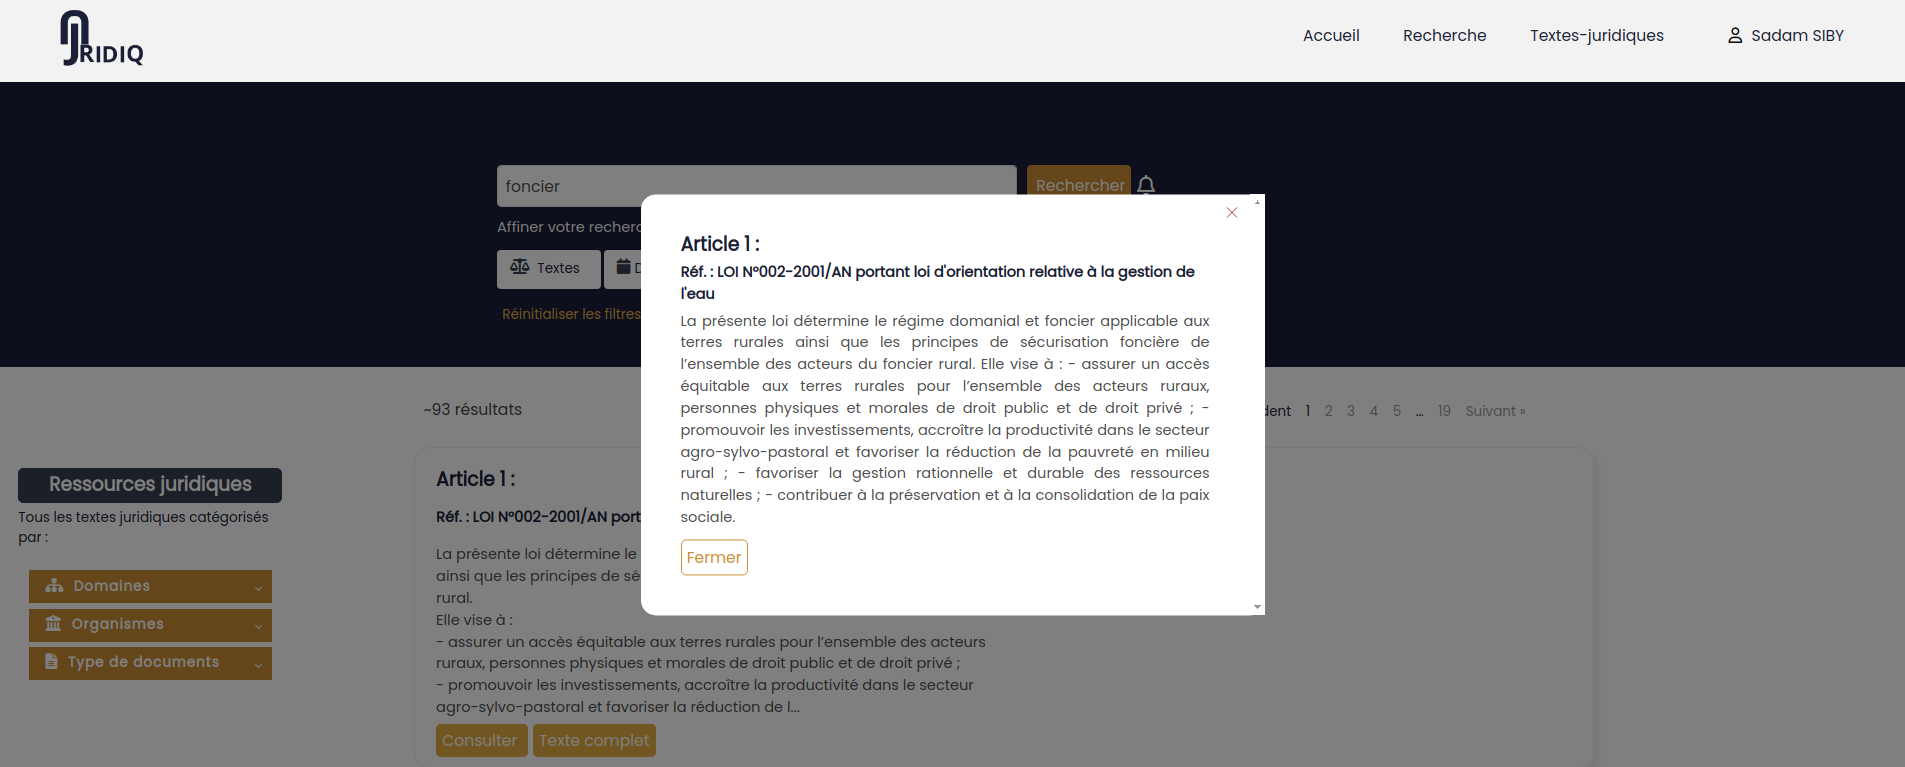 JRIDIQ
Accueil
Recherche
Textes-juridiques
Sadam SIBY
foncier
Rechercher
Affiner votre recherc
Textes
D
Réinitialiser les filtres
Article 1 :
Réf. : LOI N°002-2001/AN portant loi d'orientation relative à la gestion de
l'eau
La présente loi détermine le régime domanial et foncier applicable aux
terres rurales ainsi que les principes de sécurisation foncière de
l’ensemble des acteurs du foncier rural. Elle vise à : - assurer un accès
équitable aux terres rurales pour l’ensemble des acteurs ruraux,
personnes physiques et morales de droit public et de droit privé ; -
promouvoir les investissements, accroître la productivité dans le secteur
agro-sylvo-pastoral et favoriser la réduction de la pauvreté en milieu
rural ; - favoriser la gestion rationnelle et durable des ressources
naturelles ; - contribuer à la préservation et à la consolidation de la paix
sociale.
Fermer
~93 résultats
dent 1 2 3 4 5 ... 19 Suivant »
Ressources juridiques
Tous les textes juridiques catégorisés
par :
Domaines
Organismes
Type de documents
Article 1 :
Réf. : LOI N°002-2001/AN port
La présente loi détermine le
ainsi que les principes de sé
rural.
Elle vise à :
- assurer un accès équitable aux terres rurales pour l’ensemble des acteurs
ruraux, personnes physiques et morales de droit public et de droit privé ;
- promouvoir les investissements, accroître la productivité dans le secteur
agro-sylvo-pastoral et favoriser la réduction de l...
Consulter
Texte complet